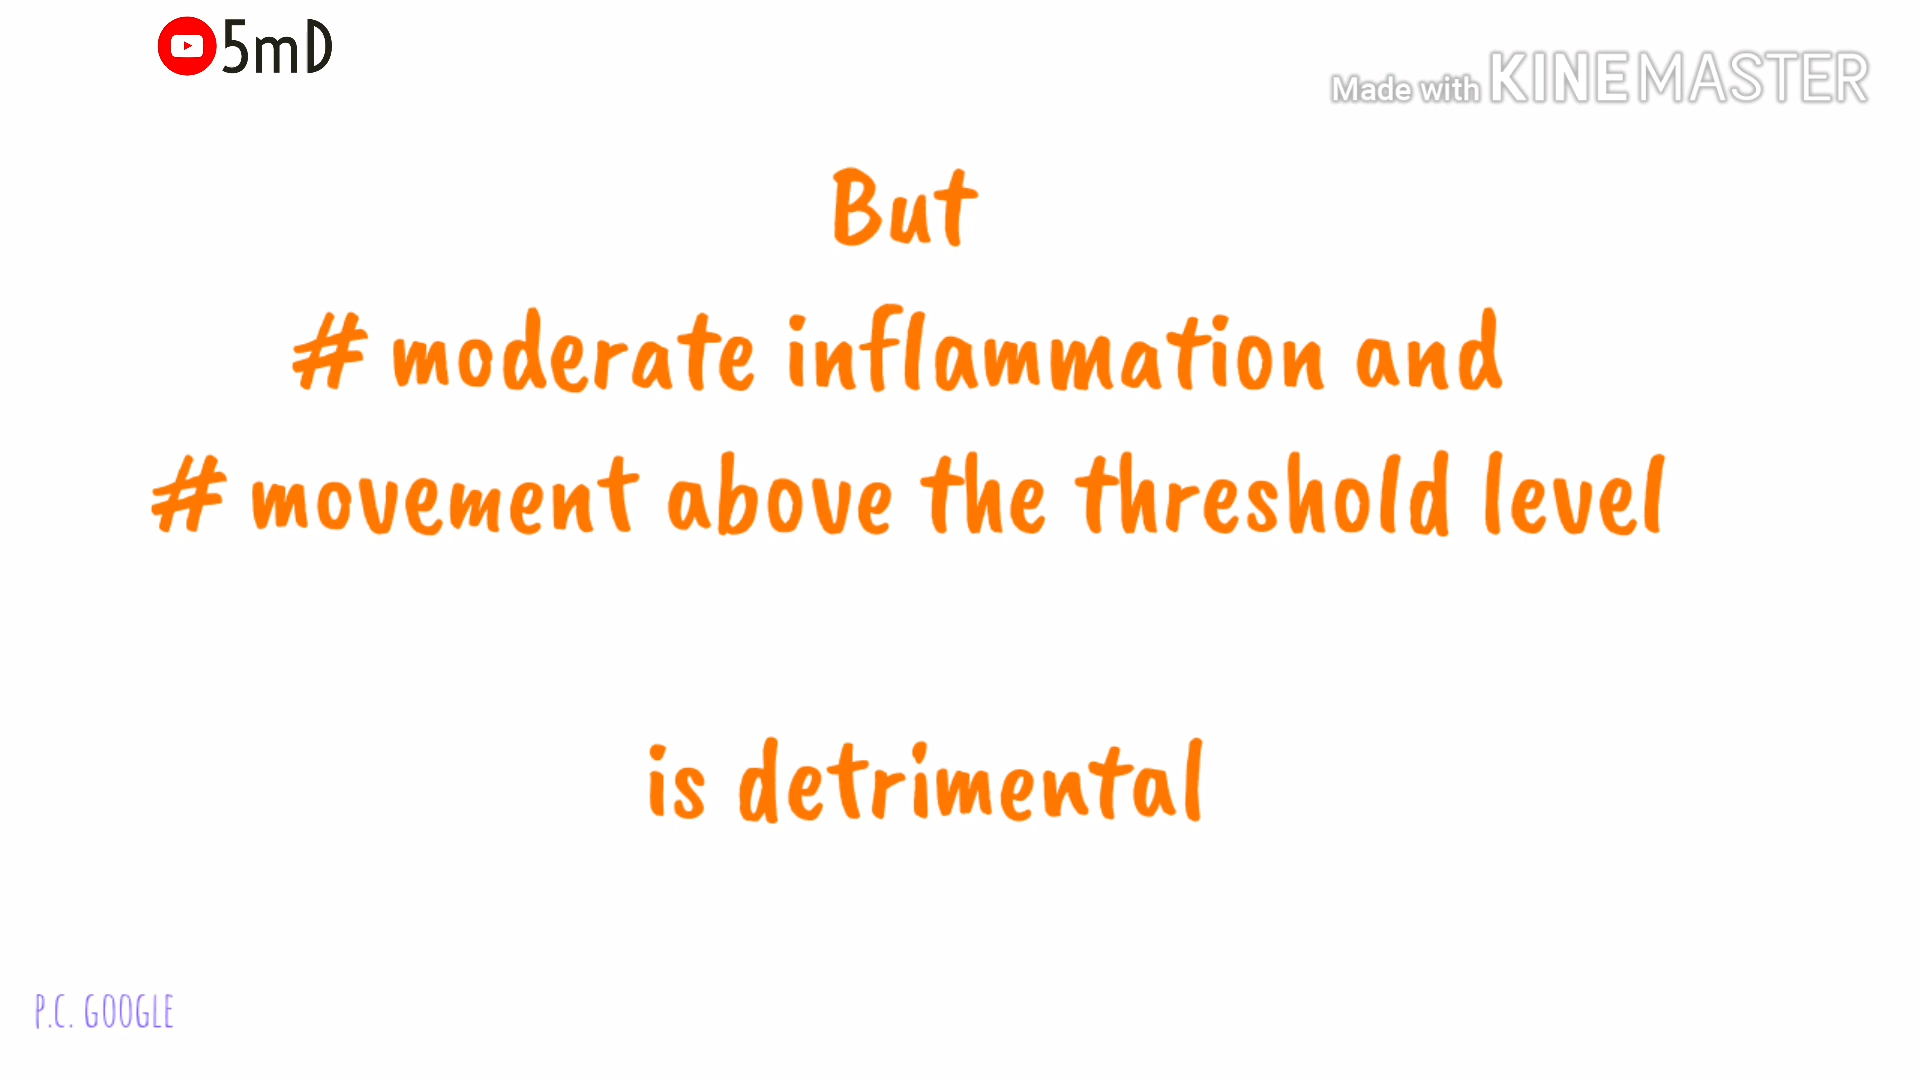 5mD
Made with KINEMASTER
But
# moderate inflammation and
# movement above the threshold level
is detrimental
P.C. GOOGLE